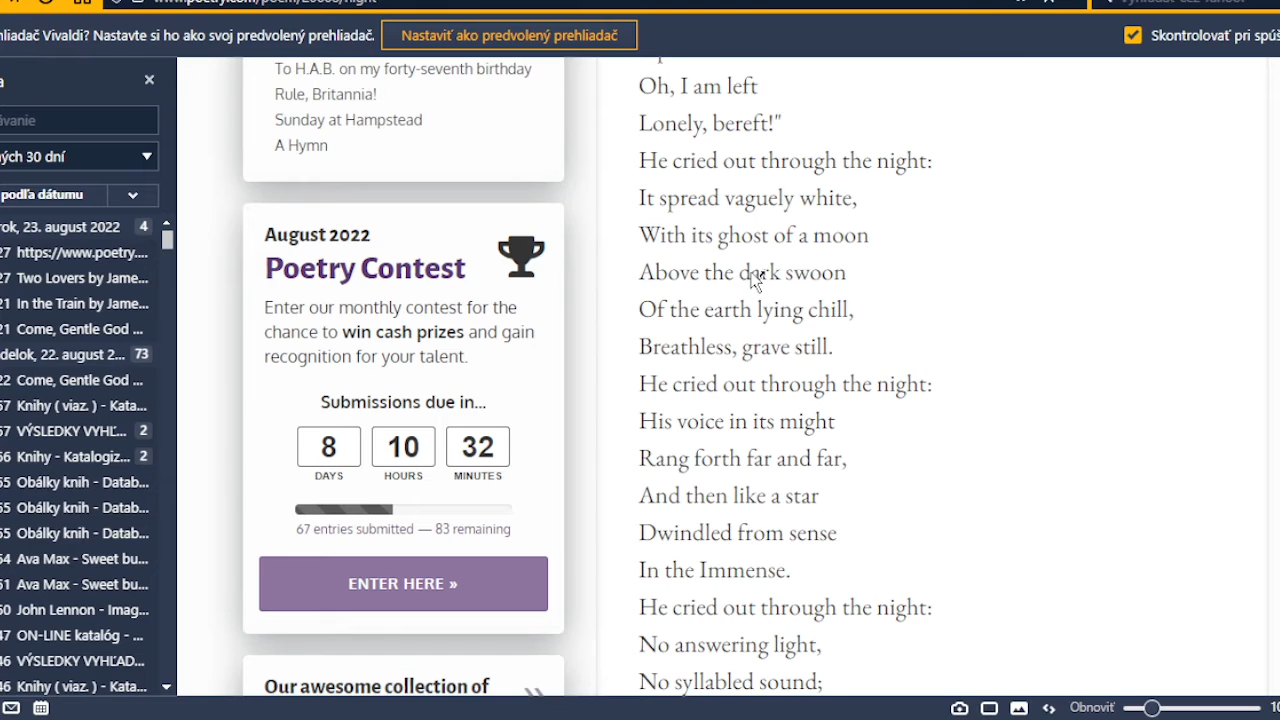 hliadač Vivaldi? Nastavte si ho ako svoj predvolený prehliadač.
Nastaviť ako predvolený prehliadač
Skontrolovať pri
a
ných 30 dní
podľa dátumu
rok, 23. august 2022 4
27 https://www.poetry....
27 Two Lovers by Jame...
21 In the Train by Jame...
21 Come, Gentle God ...
delok, 22. august 2... 73
22 Come, Gentle God ...
57 Knihy ( viaz. ) - Kata...
57 VÝSLEDKY VYHĽ... 2
56 Knihy - Katalogiz... 2
55 Obálky knih - Datab...
55 Obálky knih - Datab...
55 Obálky knih - Datab...
54 Ava Max - Sweet bu...
51 Ava Max - Sweet bu...
50 John Lennon - Imag...
47 ON-LINE katalóg - ...
46 VÝSLEDKY VYHĽAD...
46 Knihy ( viaz. ) - Kata...
To H.A.B. on my forty-seventh birthday
Rule, Britannia!
Sunday at Hampstead
A Hymn
August 2022
Poetry Contest
Enter our monthly contest for the
chance to win cash prizes and gain
recognition for your talent.
Submissions due in...
8 10 32
DAYS HOURS MINUTES
67 entries submitted — 83 remaining
ENTER HERE »
Our awesome collection of
Oh, I am left
Lonely, bereft!"
He cried out through the night:
It spread vaguely white,
With its ghost of a moon
Above the dark swoon
Of the earth lying chill,
Breathless, grave still.
He cried out through the night:
His voice in its might
Rang forth far and far,
And then like a star
Dwindled from sense
In the Immense.
He cried out through the night:
No answering light,
No syllabled sound;
Obnoviť